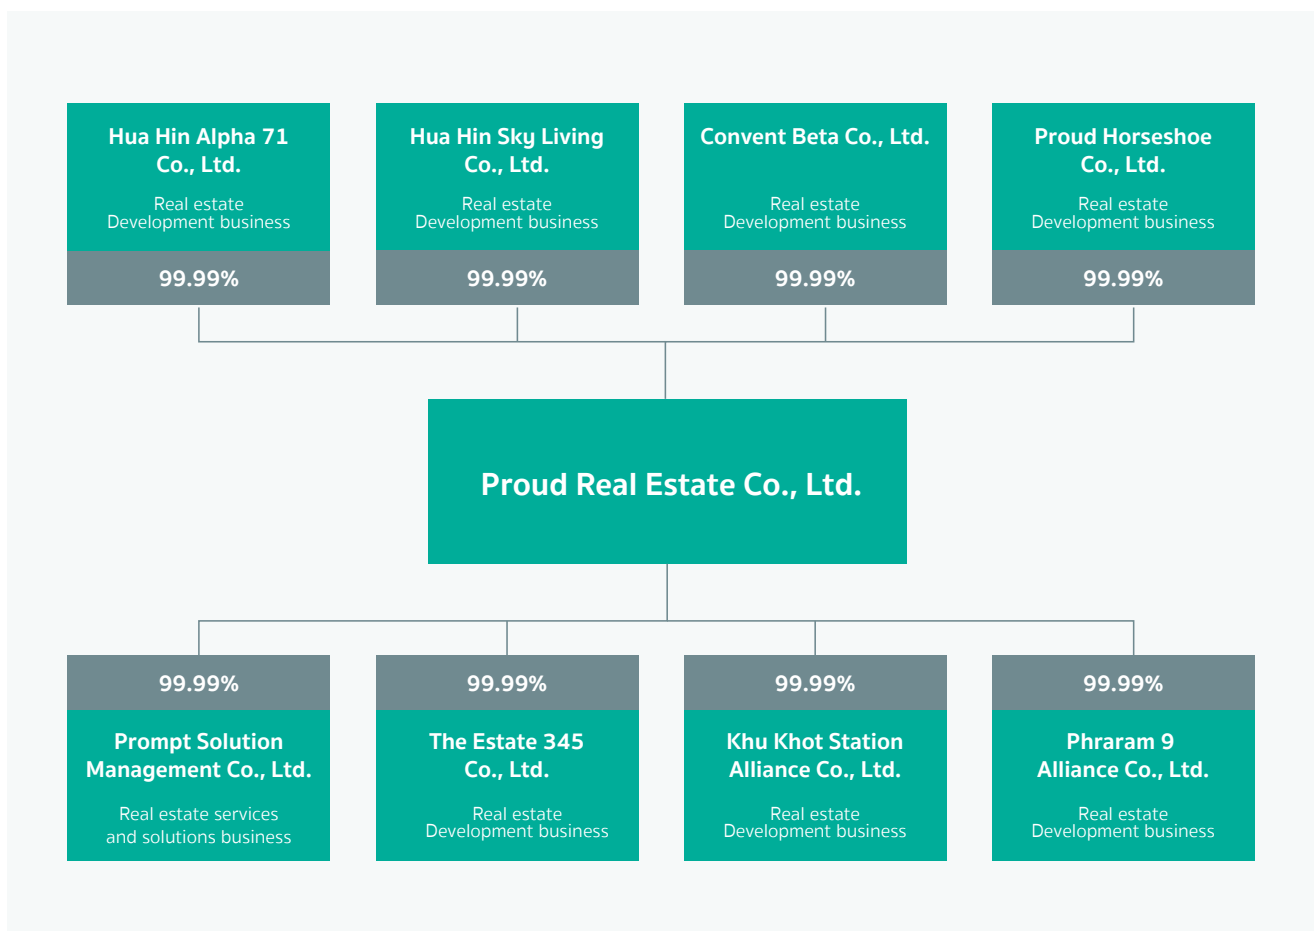 Hua Hin Alpha 71
Co., Ltd.
Real estate
Development business
99.99%
Hua Hin Sky Living
Co., Ltd.
Real estate
Development business
99.99%
Convent Beta Co., Ltd.
Real estate
Development business
99.99%
Proud Horseshoe
Co., Ltd.
Real estate
Development business
99.99%
Proud Real Estate Co., Ltd.
99.99%
Prompt Solution
Management Co., Ltd.
Real estate services
and solutions business
99.99%
The Estate 345
Co., Ltd.
Real estate
Development business
99.99%
Khu Khot Station
Alliance Co., Ltd.
Real estate
Development business
99.99%
Phraram 9
Alliance Co., Ltd.
Real estate
Development business